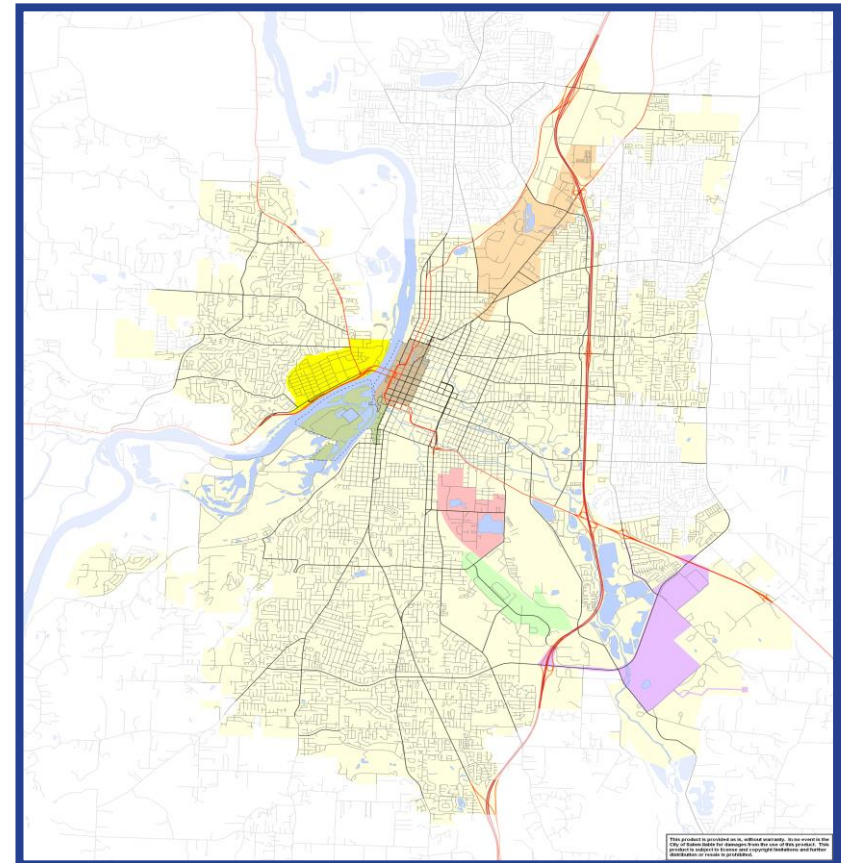 This product is provided as is, without warranty. In no event is the
City of Salem liable for damages from the use of this product. This
product is subject to license and copyright limitations and further
distribution or resale is prohibited.